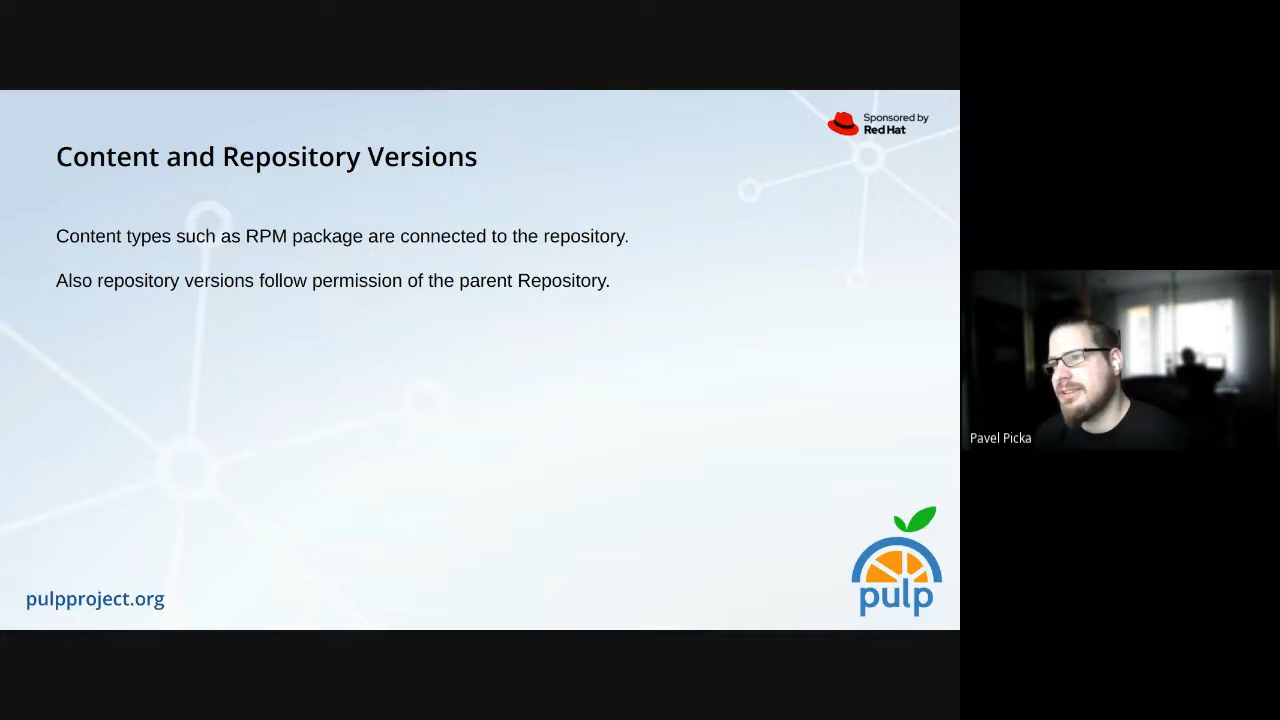 Sponsored by
Red Hat
Content and Repository Versions
Content types such as RPM package are connected to the repository.
Also repository versions follow permission of the parent Repository.
Pavel Picka
pulpproject.org
pulp